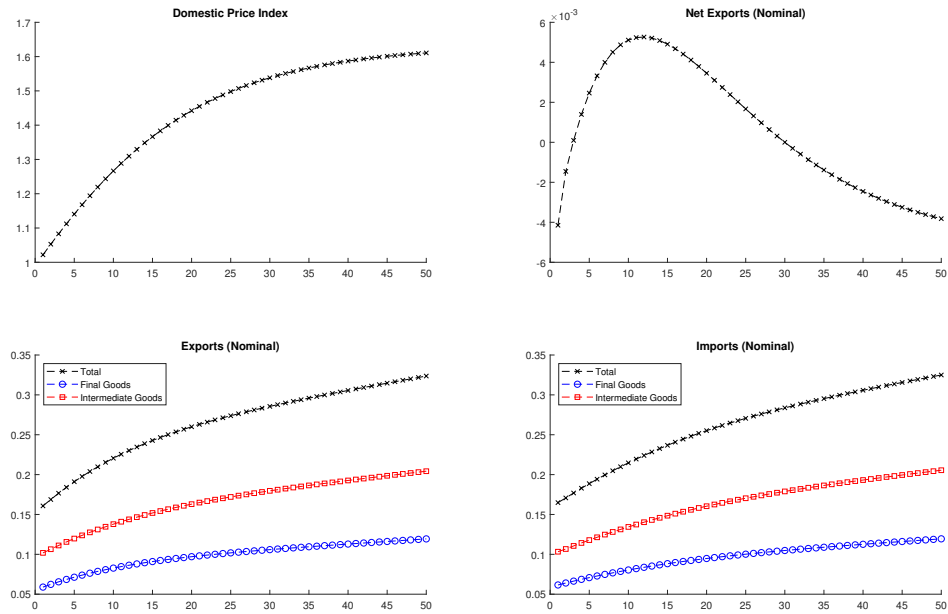 Domestic Price Index
1.7
1.6
1.5
1.4
1.3
1.2
1.1
1
0 5 10 15 20 25 30 35 40 45 50
Net Exports (Nominal)
×10⁻³
6
4
2
0
-2
-4
-6
0 5 10 15 20 25 30 35 40 45 50
Exports (Nominal)
0.35
0.3
0.25
0.2
0.15
0.1
0.05
Total
Final Goods
Intermediate Goods
0 5 10 15 20 25 30 35 40 45 50
Imports (Nominal)
0.35
0.3
0.25
0.2
0.15
0.1
0.05
Total
Final Goods
Intermediate Goods
0 5 10 15 20 25 30 35 40 45 50